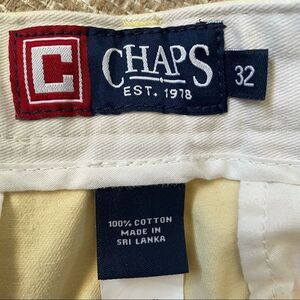 C
CHAPS
EST. 1978
32
100% COTTON
MADE IN
SRI LANKA